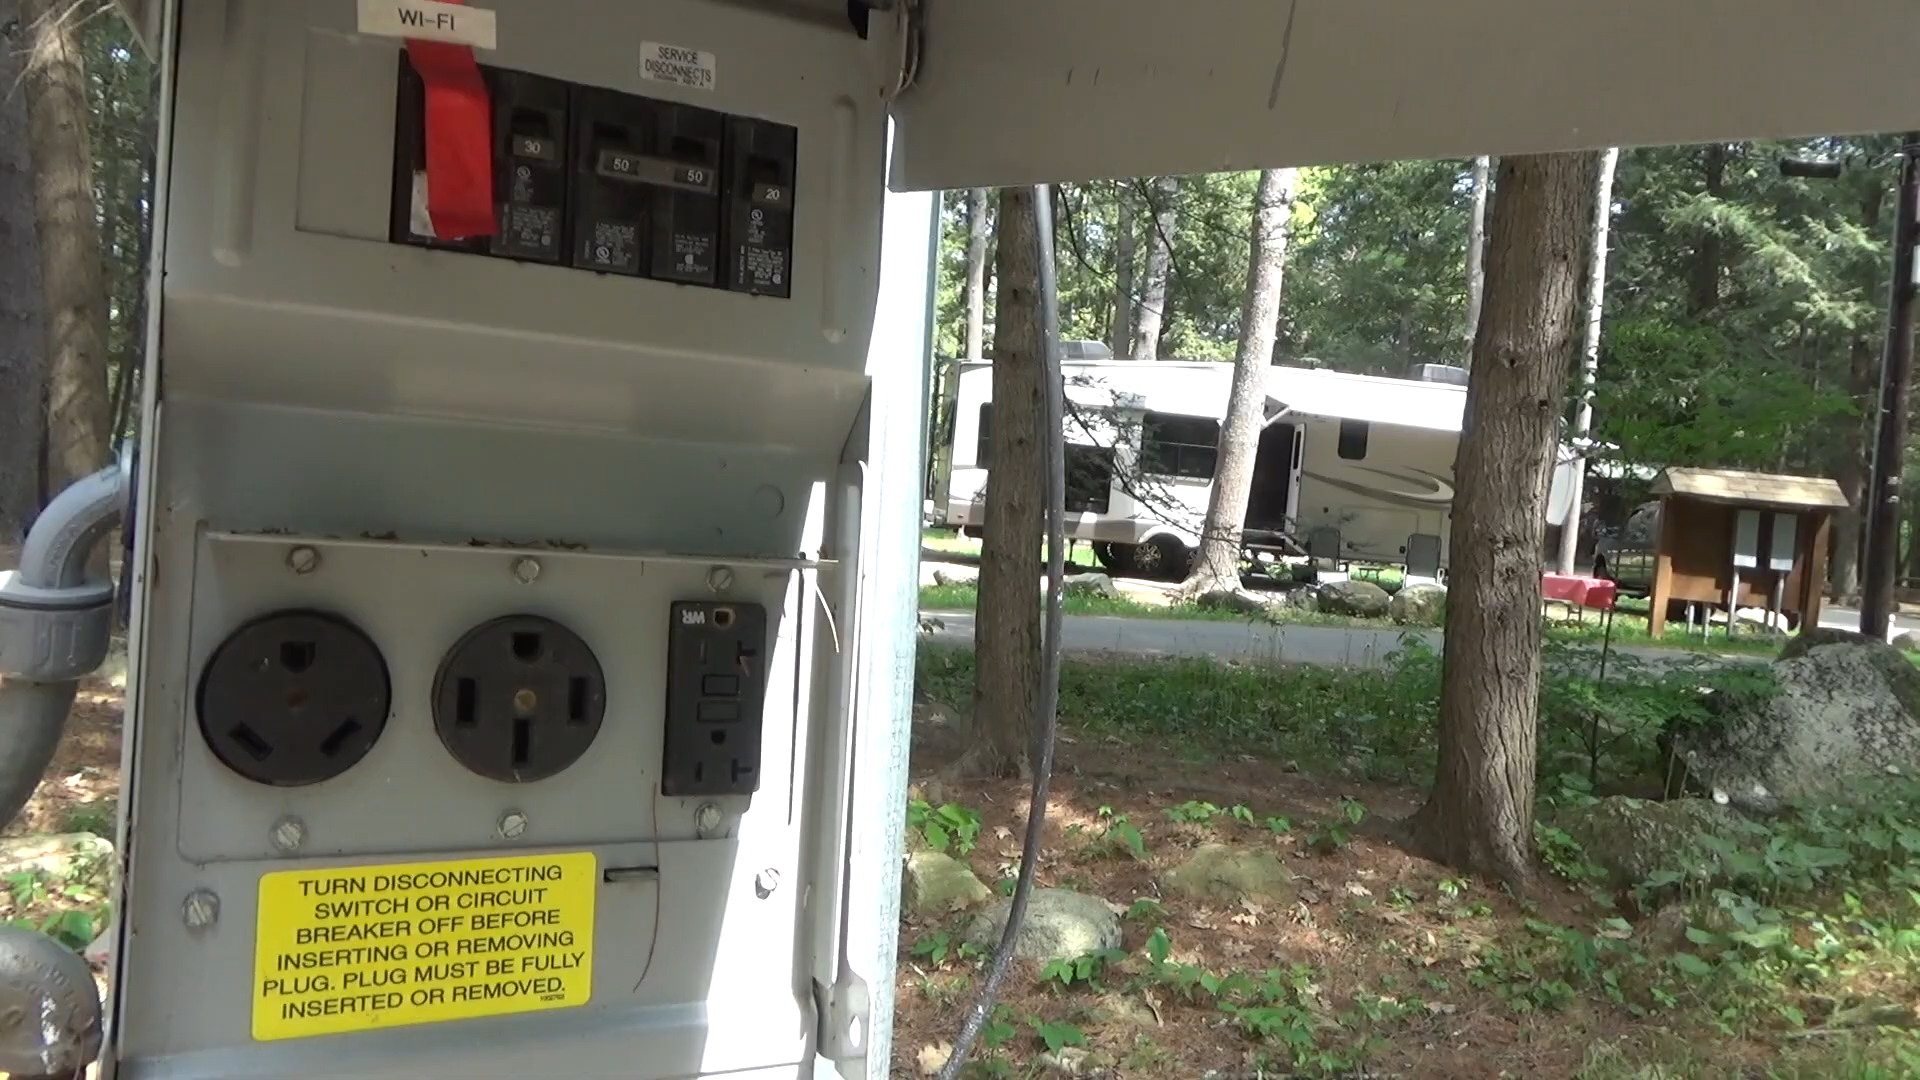 WI-FI
SERVICE
DISCONNECTS
30
50
50
20
WR
TURN DISCONNECTING
SWITCH OR CIRCUIT
BREAKER OFF BEFORE
INSERTING OR REMOVING
PLUG. PLUG MUST BE FULLY
INSERTED OR REMOVED.